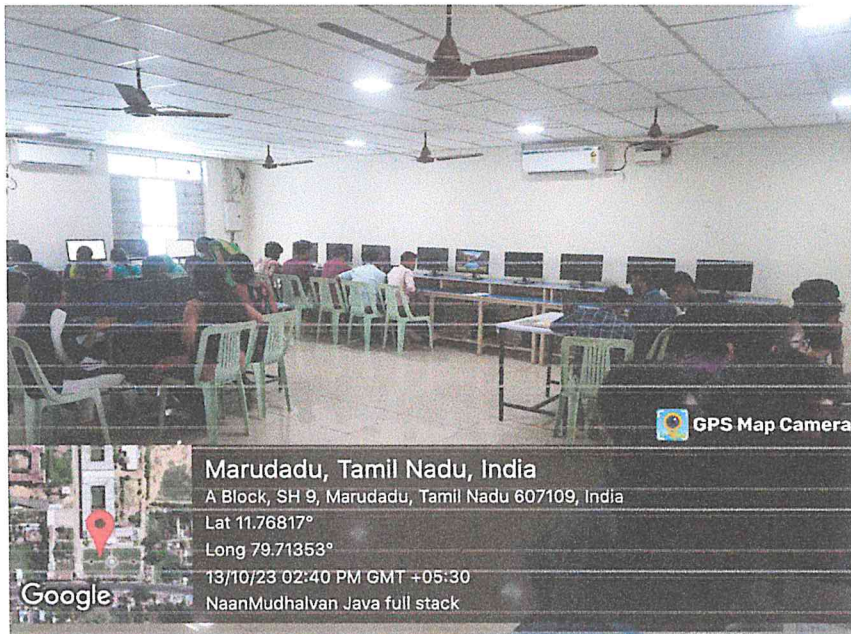 GPS Map Camera
Marudadu, Tamil Nadu, India
A Block, SH 9, Marudadu, Tamil Nadu 607109, India
Lat 11.76817°
Long 79.71353°
13/10/23 02:40 PM GMT +05:30
NaanMudhalvan Java full stack
Google